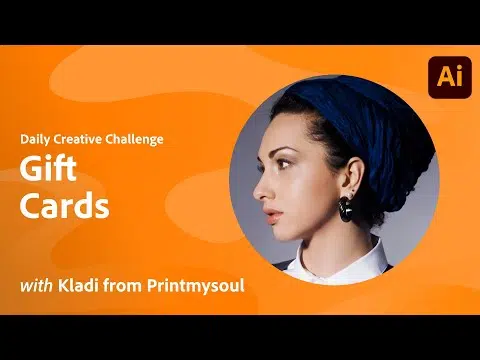 Ai
Daily Creative Challenge
Gift
Cards
with Kladi from Printmysoul